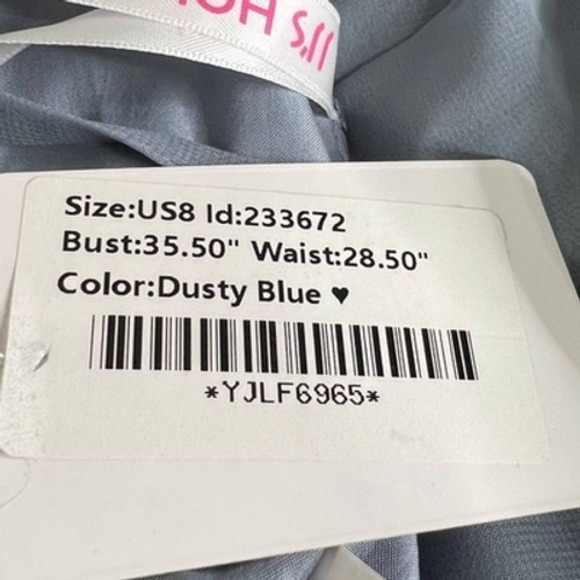 Size:US8 Id:233672
Bust:35.50" Waist:28.50"
Color:Dusty Blue ♥
*YJLF6965*